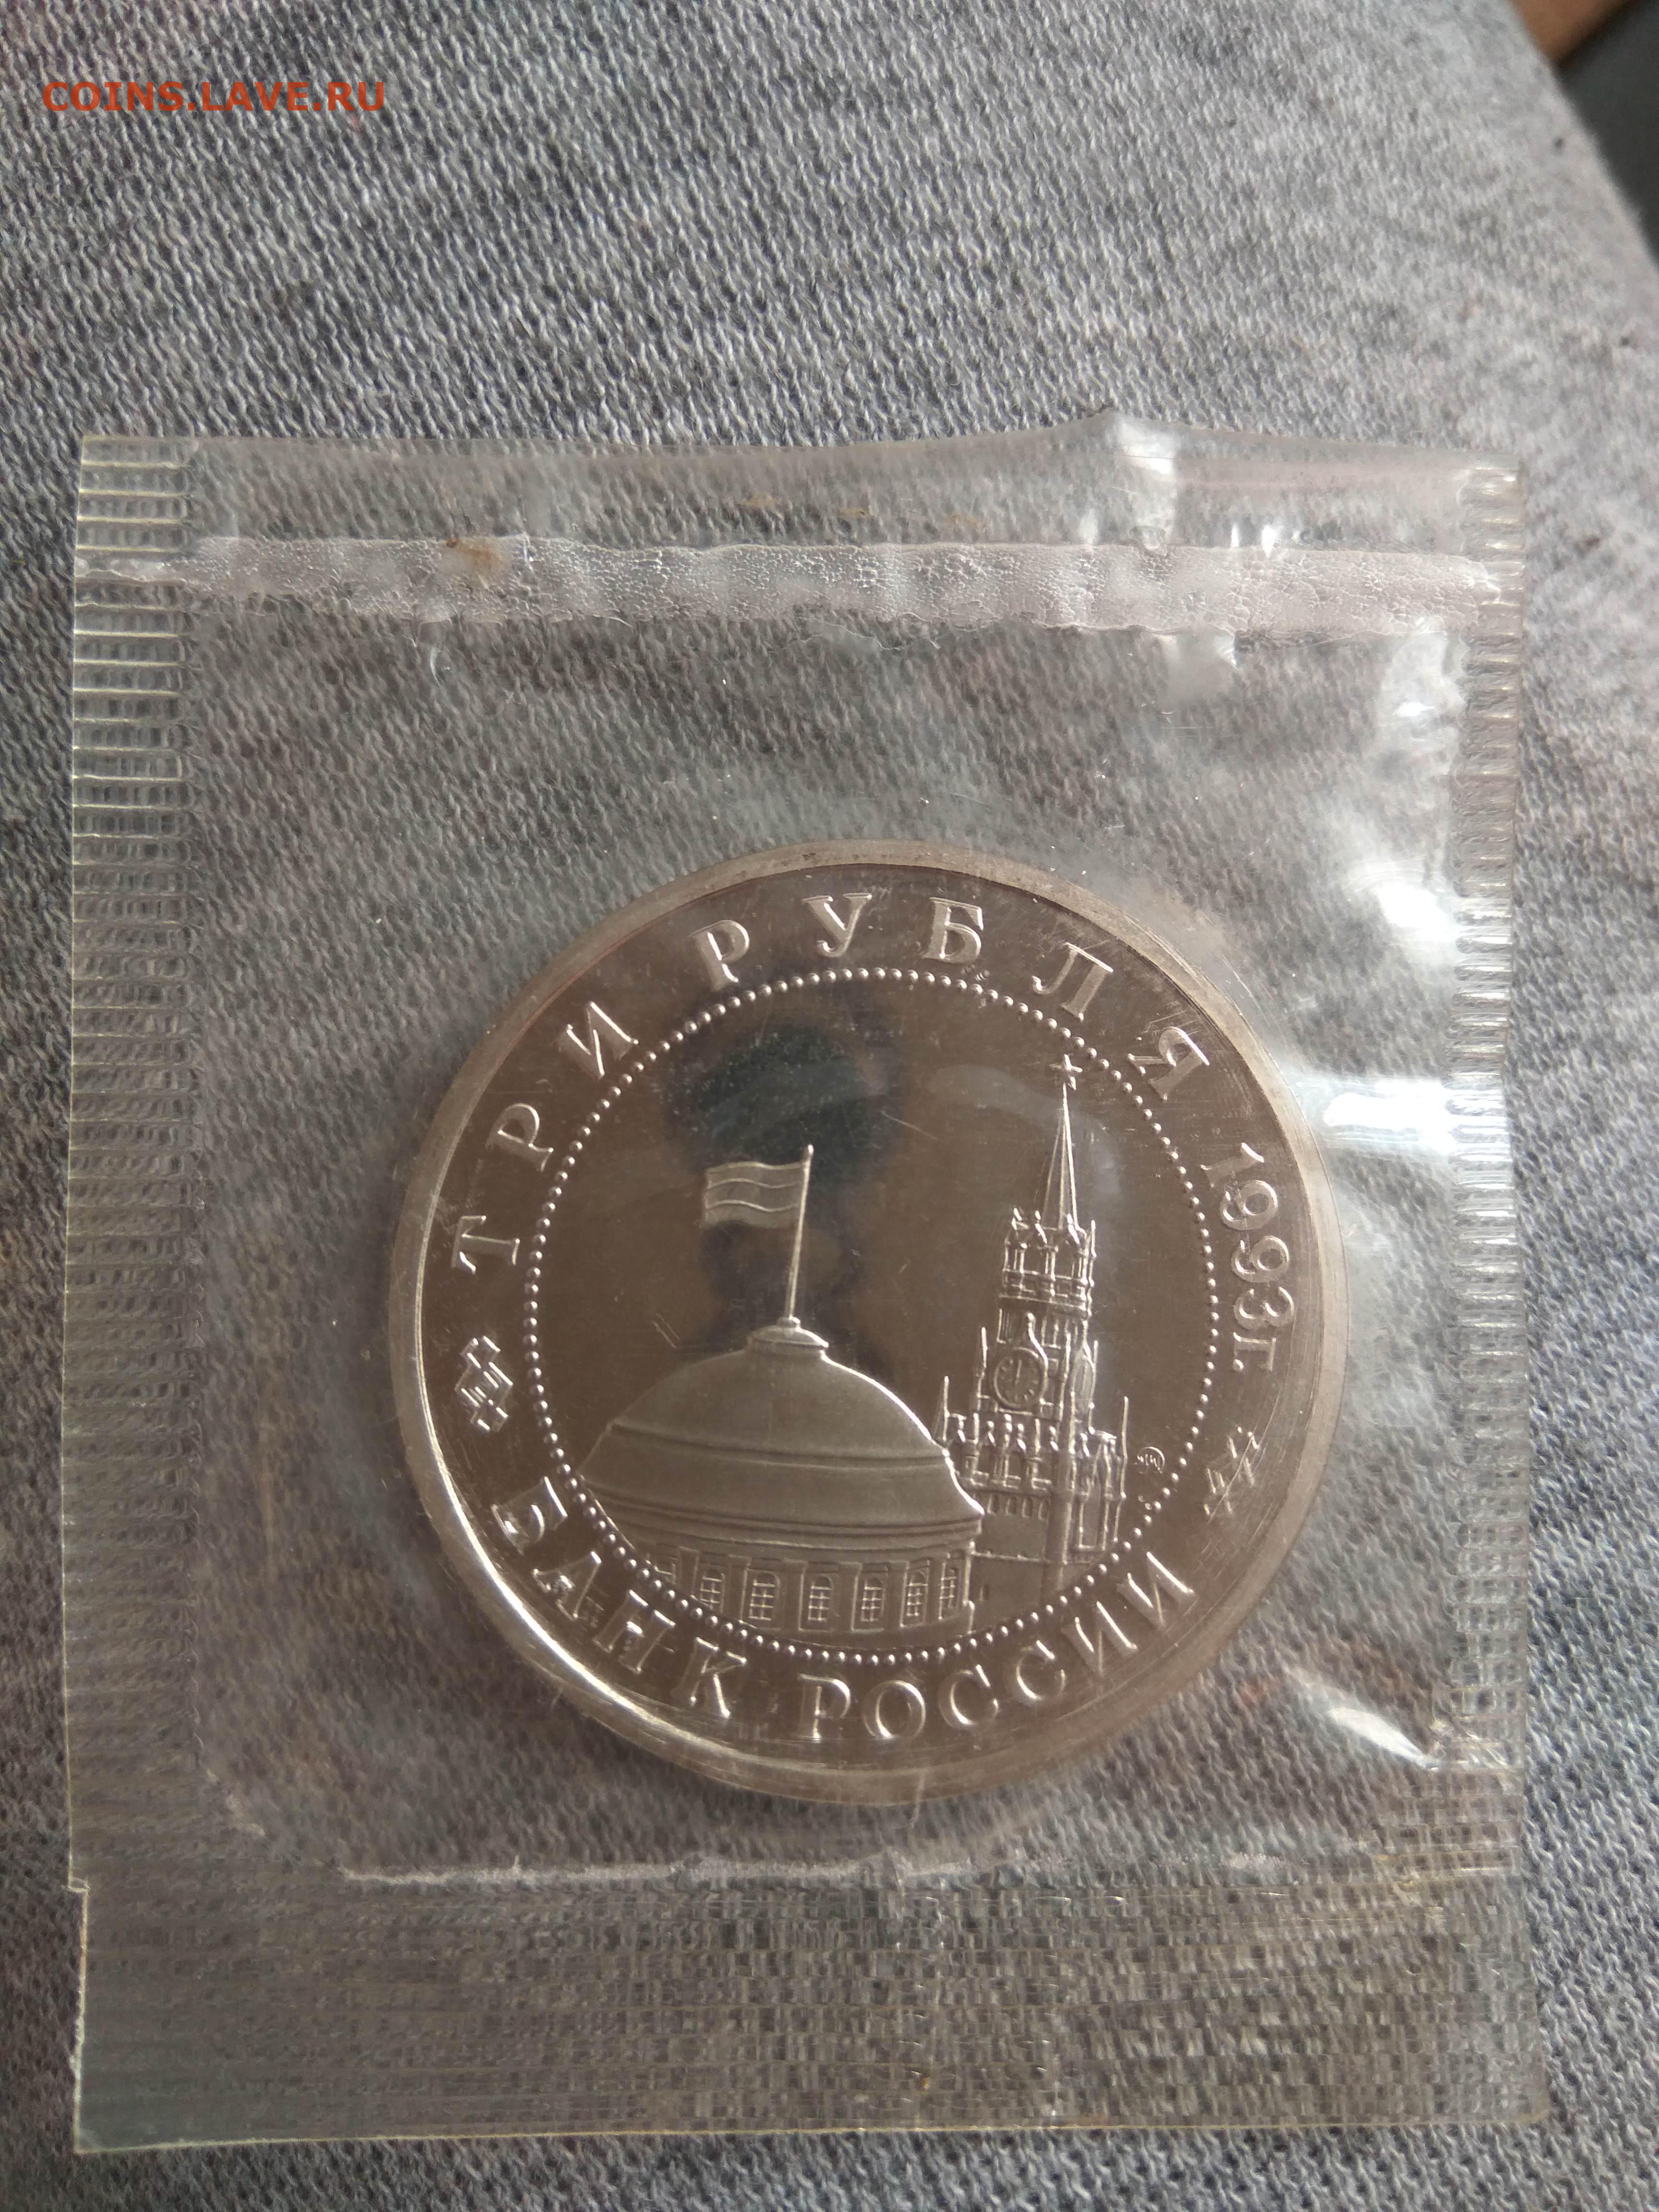 COINS.LAVE.RU
ТРИ РУБЛЯ 1993г.
БАНК РОССИИ